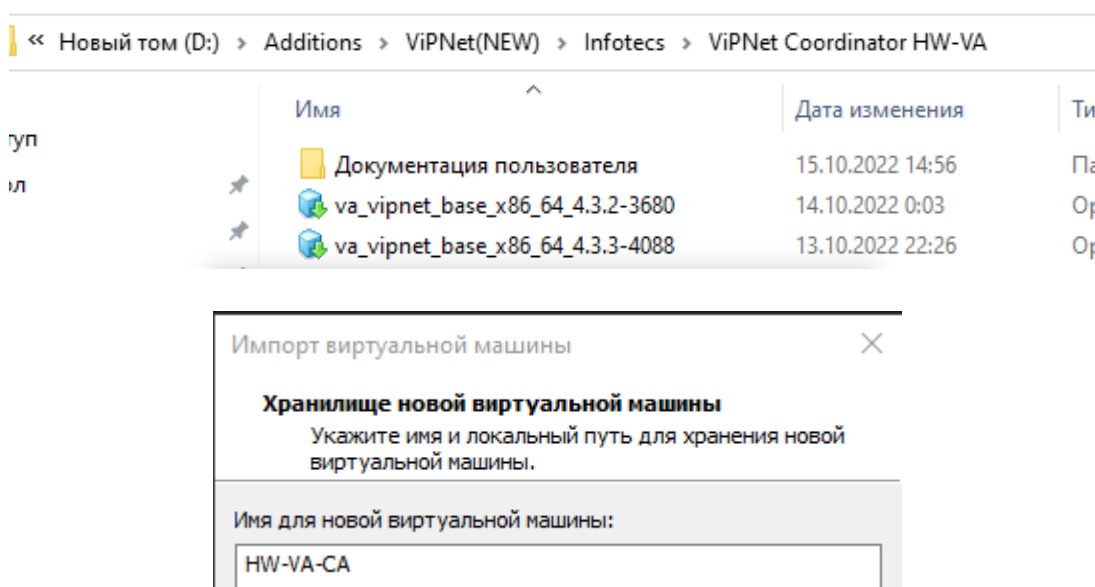 « Новый том (D:) > Additions > ViPNet(NEW) > Infotecs > ViPNet Coordinator HW-VA
Имя Дата изменения
Документация пользователя 15.10.2022 14:56
va_vipnet_base_x86_64_4.3.2-3680 14.10.2022 0:03
va_vipnet_base_x86_64_4.3.3-4088 13.10.2022 22:26
Импорт виртуальной машины
Хранилище новой виртуальной машины
Укажите имя и локальный путь для хранения новой
виртуальной машины.
Имя для новой виртуальной машины:
HW-VA-CA